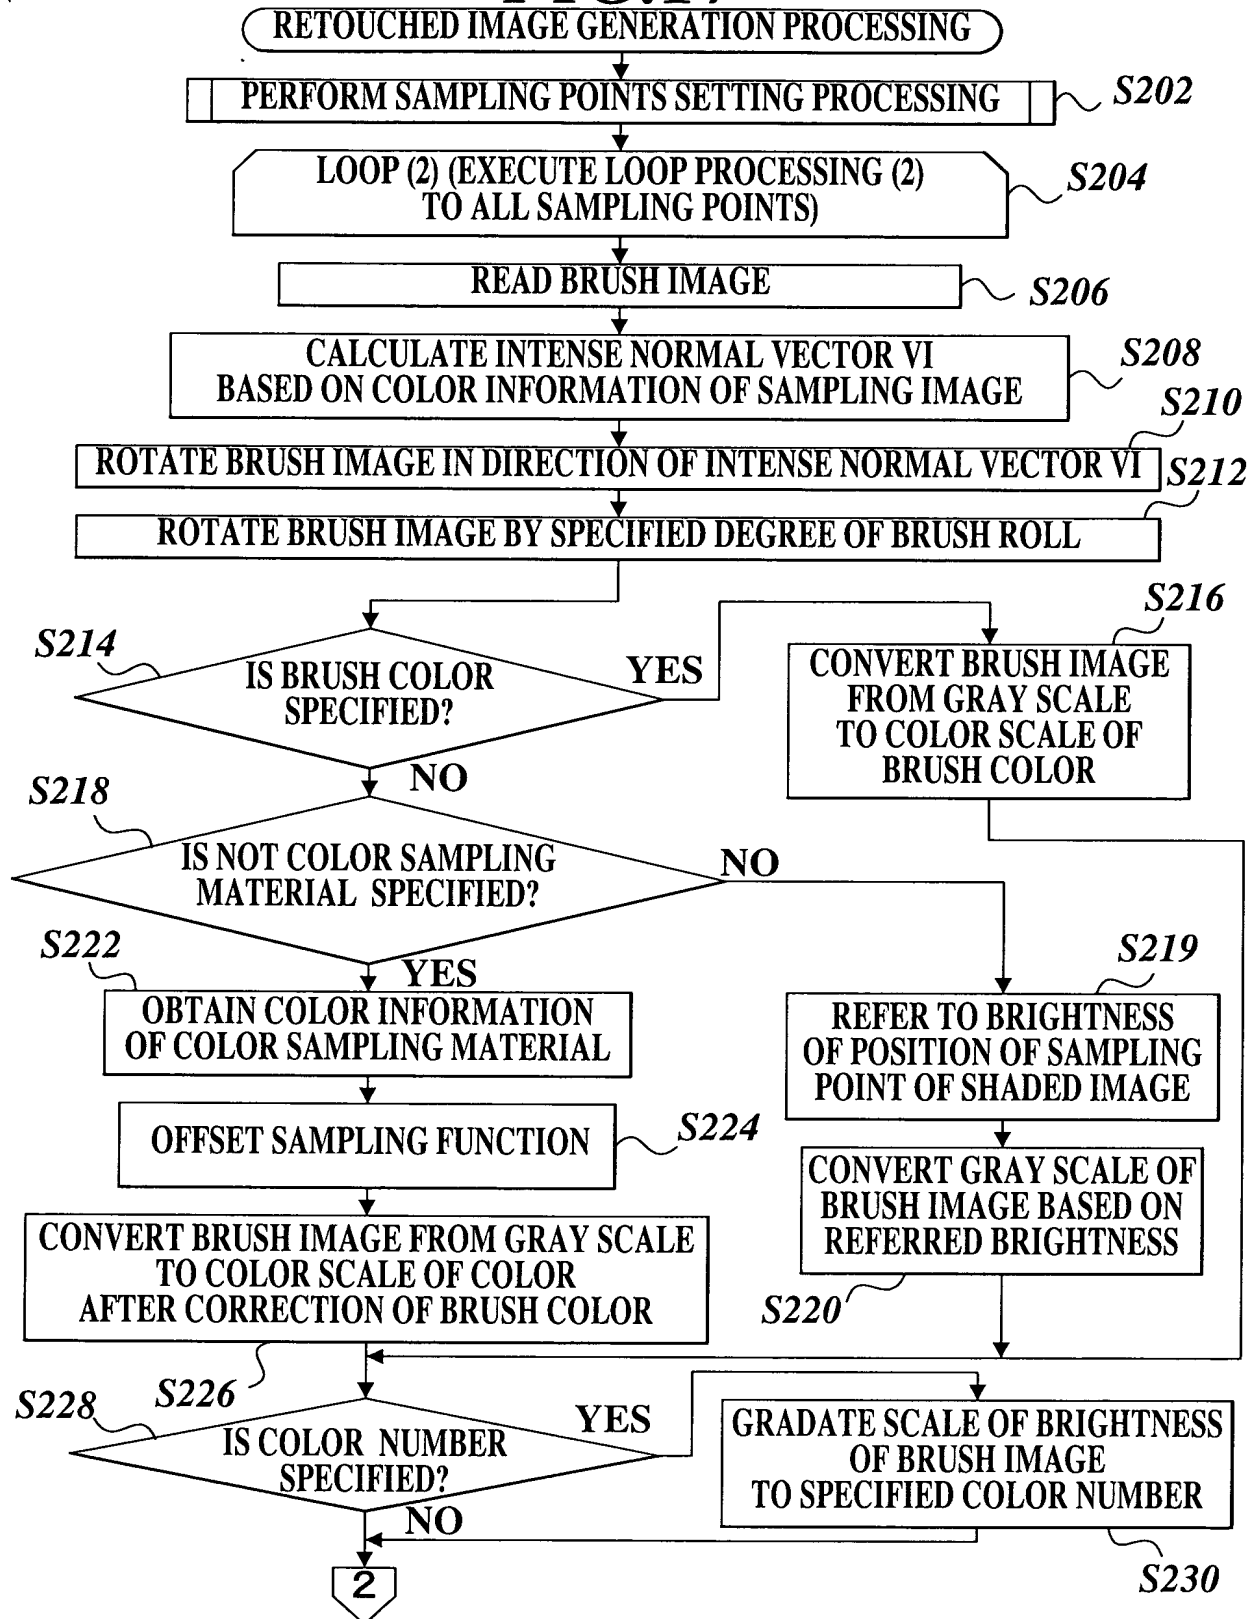 RETOUCHED IMAGE GENERATION PROCESSING
PERFORM SAMPLING POINTS SETTING PROCESSING
S202
LOOP (2) (EXECUTE LOOP PROCESSING (2)
TO ALL SAMPLING POINTS)
S204
READ BRUSH IMAGE
S206
CALCULATE INTENSE NORMAL VECTOR VI
BASED ON COLOR INFORMATION OF SAMPLING IMAGE
S208
S210
ROTATE BRUSH IMAGE IN DIRECTION OF INTENSE NORMAL VECTOR VI
S212
ROTATE BRUSH IMAGE BY SPECIFIED DEGREE OF BRUSH ROLL
S214
IS BRUSH COLOR
SPECIFIED?
YES
NO
S216
CONVERT BRUSH IMAGE
FROM GRAY SCALE
TO COLOR SCALE OF
BRUSH COLOR
S218
IS NOT COLOR SAMPLING
MATERIAL SPECIFIED?
NO
YES
S219
REFER TO BRIGHTNESS
OF POSITION OF SAMPLING
POINT OF SHADED IMAGE
CONVERT GRAY SCALE OF
BRUSH IMAGE BASED ON
REFERRED BRIGHTNESS
S220
S222
OBTAIN COLOR INFORMATION
OF COLOR SAMPLING MATERIAL
OFFSET SAMPLING FUNCTION
S224
CONVERT BRUSH IMAGE FROM GRAY SCALE
TO COLOR SCALE OF COLOR
AFTER CORRECTION OF BRUSH COLOR
S226
S228
IS COLOR NUMBER
SPECIFIED?
YES
NO
GRADATE SCALE OF BRIGHTNESS
OF BRUSH IMAGE
TO SPECIFIED COLOR NUMBER
S230
2